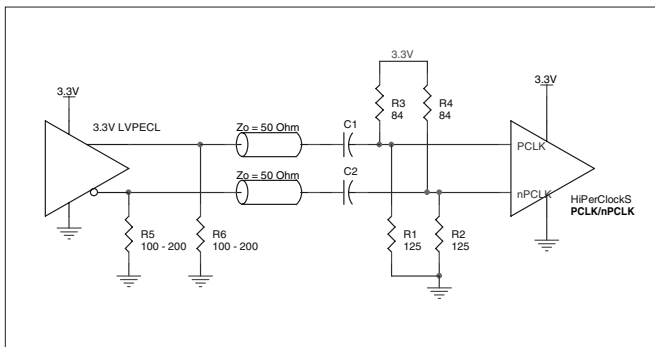 3.3V
3.3V LVPECL
R5
100 - 200
R6
100 - 200
Zo = 50 Ohm
Zo = 50 Ohm
C1
C2
3.3V
R3
84
R4
84
R1
125
R2
125
3.3V
PCLK
nPCLK
HiPerClockS
PCLK/nPCLK